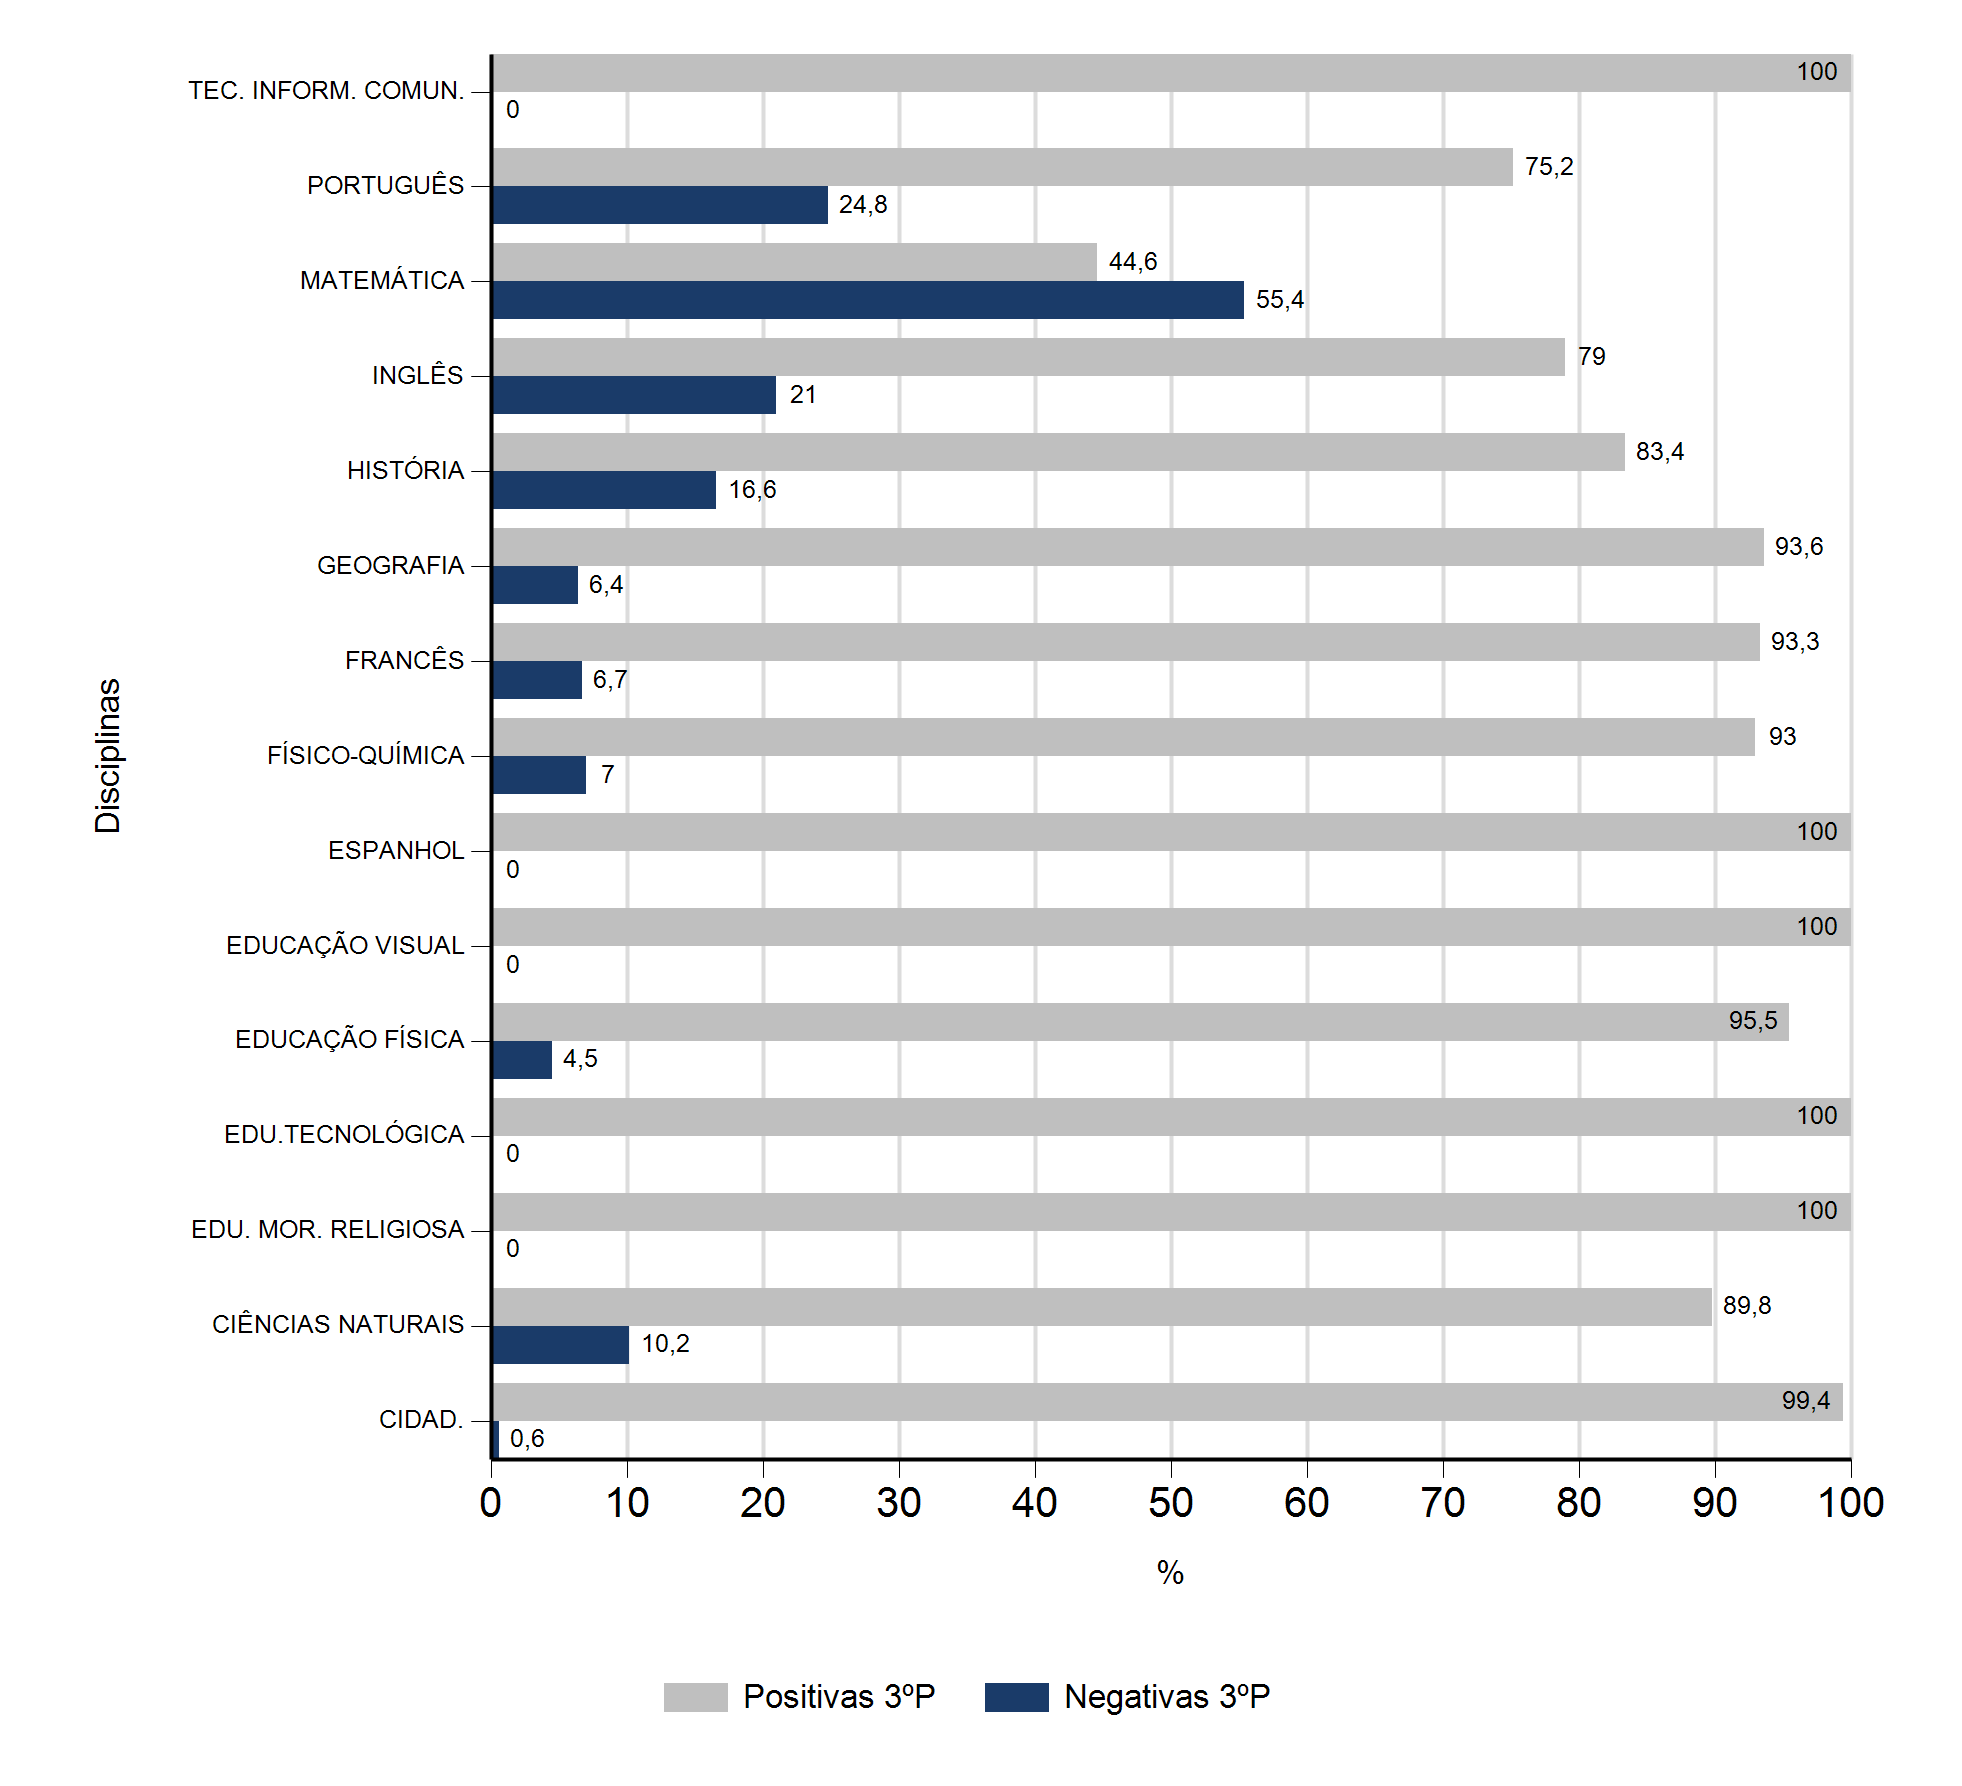 TEC. INFORM. COMUN.
100
0
PORTUGUÊS
75,2
24,8
MATEMÁTICA
44,6
55,4
INGLÊS
79
21
HISTÓRIA
83,4
16,6
GEOGRAFIA
93,6
6,4
FRANCÊS
93,3
6,7
FÍSICO-QUÍMICA
93
7
ESPANHOL
100
0
EDUCAÇÃO VISUAL
100
0
EDUCAÇÃO FÍSICA
95,5
4,5
EDU.TECNOLÓGICA
100
0
EDU. MOR. RELIGIOSA
100
0
CIÊNCIAS NATURAIS
89,8
10,2
CIDAD.
99,4
0,6
Disciplinas
0 10 20 30 40 50 60 70 80 90 100
%
Positivas 3ºP Negativas 3ºP